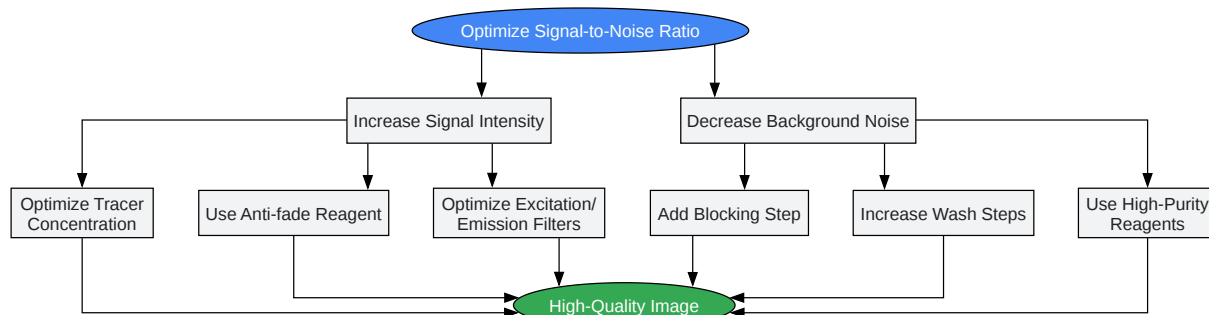 Optimize Signal-to-Noise Ratio
Increase Signal Intensity
Decrease Background Noise
Optimize Tracer
Concentration
Use Anti-fade Reagent
Optimize Excitation/
Emission Filters
Add Blocking Step
Increase Wash Steps
Use High-Purity
Reagents
High-Quality Image